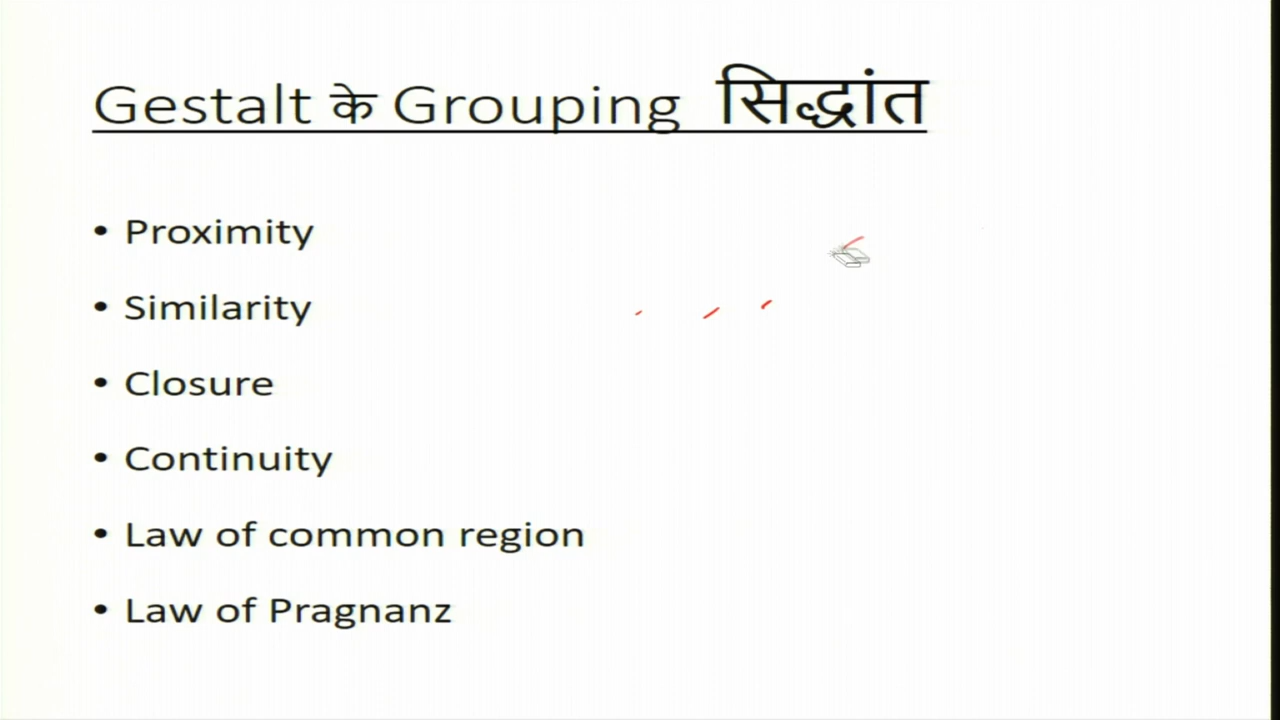 Gestalt के Grouping सिद्धांत
• Proximity
• Similarity
• Closure
• Continuity
• Law of common region
• Law of Pragnanz